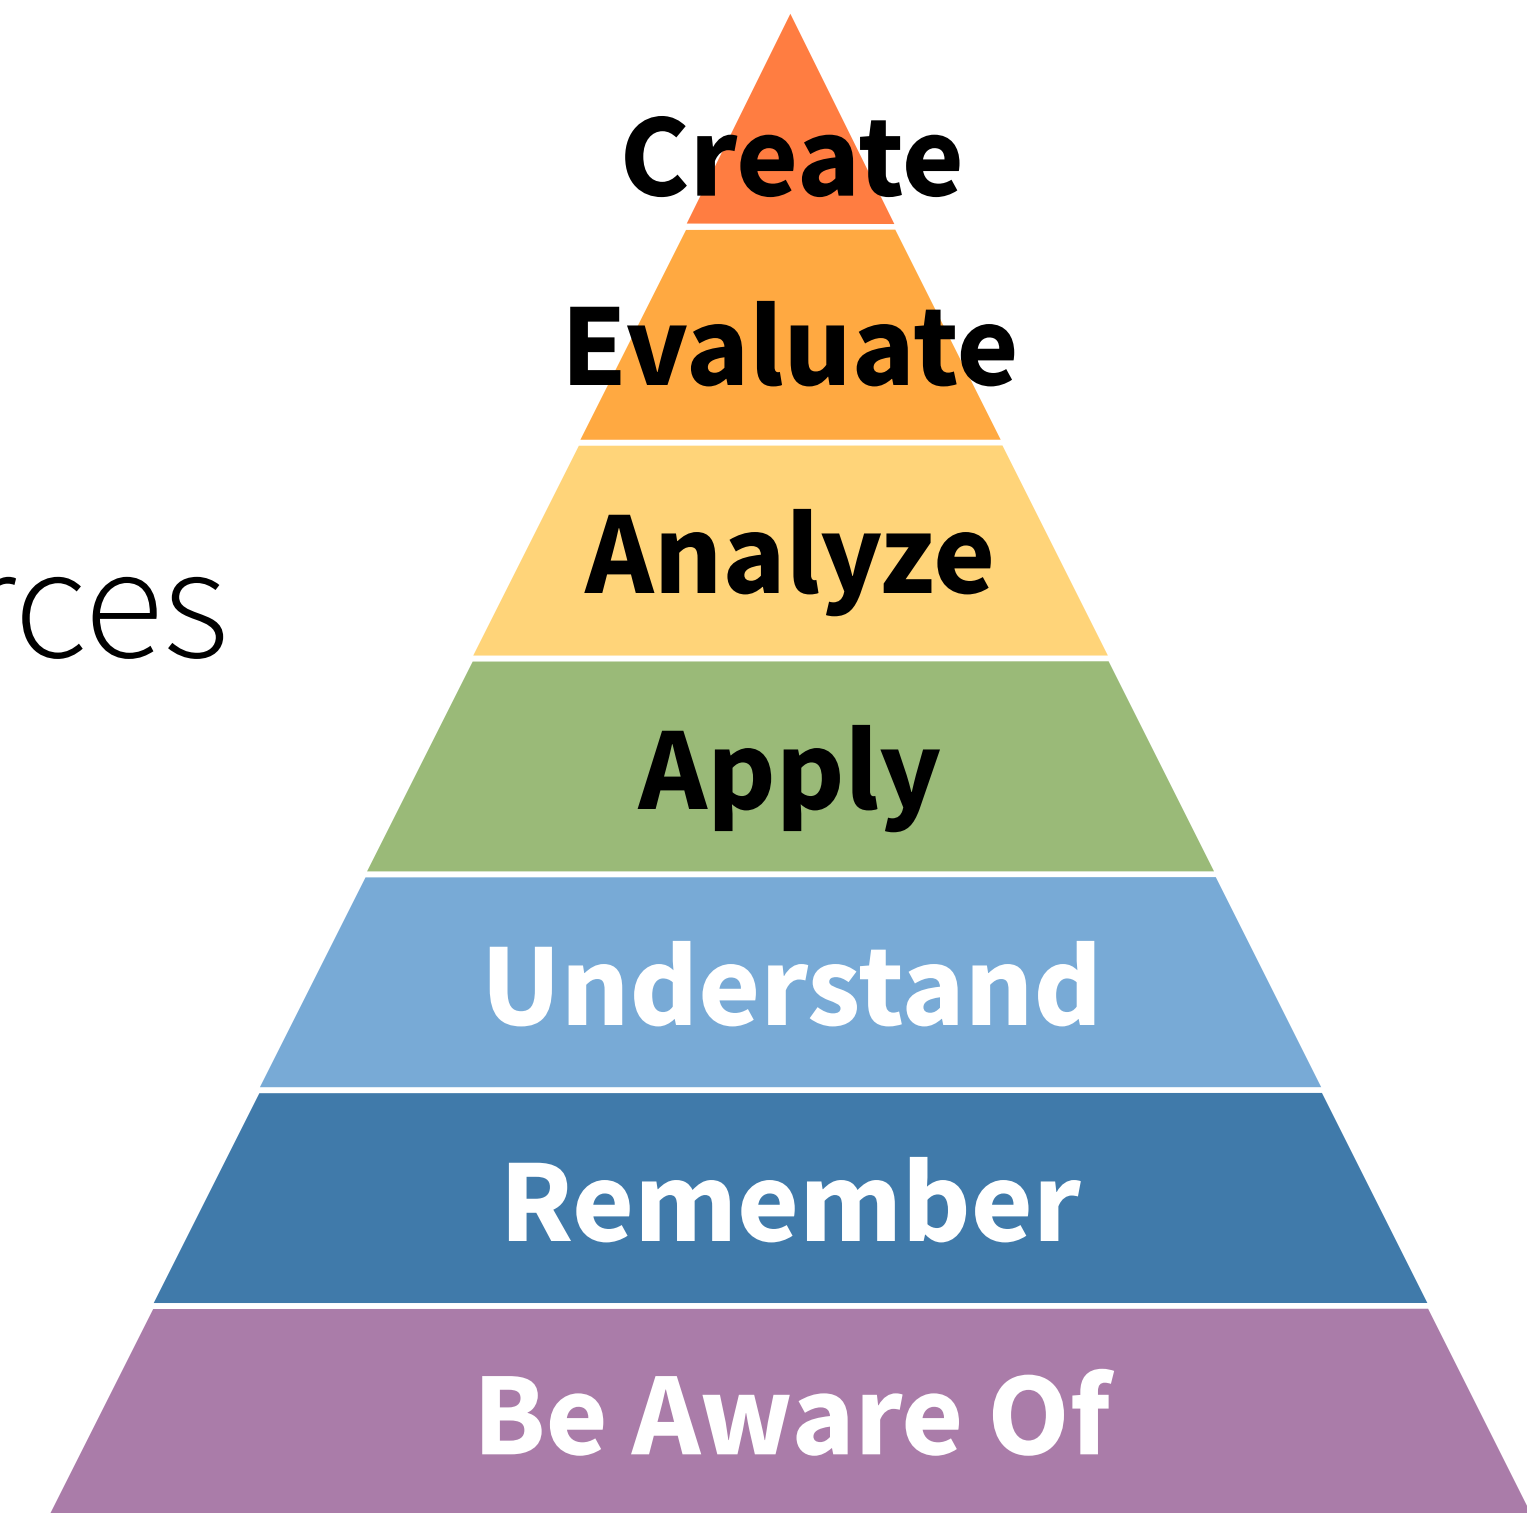 Create
Evaluate
Analyze
rces
Apply
Understand
Remember
Be Aware Of